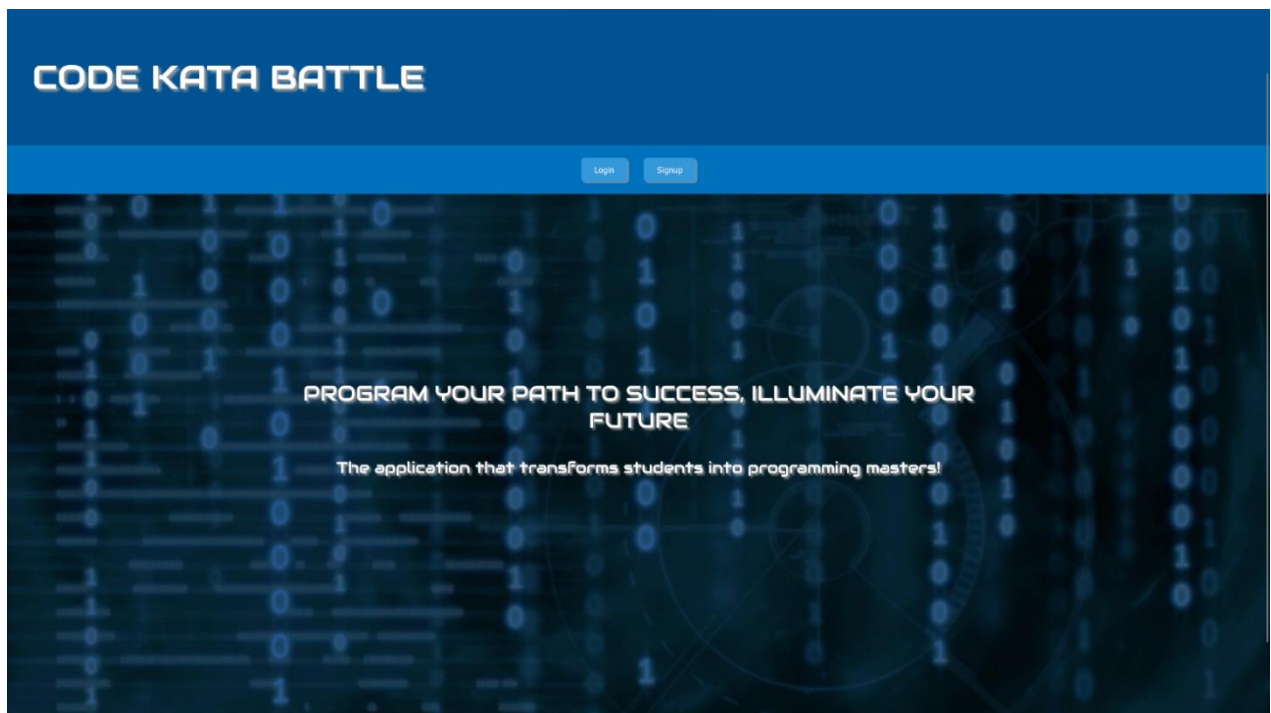 CODE KATA BATTLE
Login Signup
PROGRAM YOUR PATH TO SUCCESS, ILLUMINATE YOUR
FUTURE
The application that transforms students into programming masters!